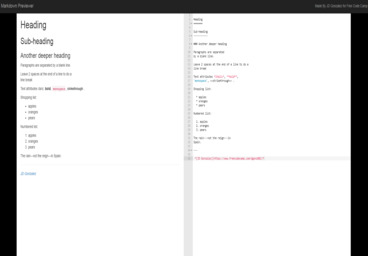 Markdown Previewer
Heading
Sub-heading
Another deeper heading
Paragraphs are separated by a blank line.
Leave 2 spaces at the end of a line to do a
line break
Text attributes italic, bold, monospace, strikethrough.
Shopping list:
apples
oranges
pears
Numbered list:
1. apples
2. oranges
3. pears
The rain—not the reign—in Spain.
Heading
=======
Sub-heading
-----------
### Another deeper heading
Paragraphs are separated
by a blank line.
Leave 2 spaces at the end of a line to do a
line break
Text attributes *italic*, **bold**,
`monospace`, ~~strikethrough~~ .
Shopping list:
* apples
* oranges
* pears
Numbered list:
1. apples
2. oranges
3. pears
The rain---not the reign---in
Spain.